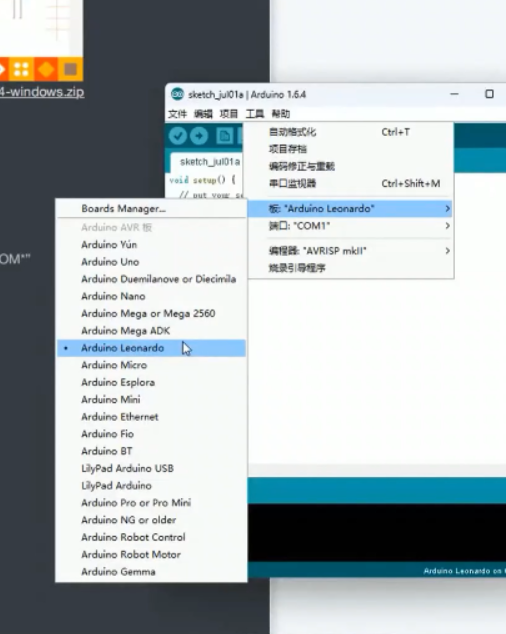 4-windows.zip
sketch_jul01a | Arduino 1.6.4
文件 编辑 项目 工具 帮助
sketch_jul01a
void setup() {
// put your se
自动格式化 Ctrl+T
项目存档
编码修正与重载
串口监视器 Ctrl+Shift+M
板: "Arduino Leonardo"
端口: "COM1"
编程器: "AVRISP mkII"
烧录引导程序
OM*"
Boards Manager...
Arduino AVR 板
Arduino Yún
Arduino Uno
Arduino Duemilanove or Diecimila
Arduino Nano
Arduino Mega or Mega 2560
Arduino Mega ADK
Arduino Leonardo
Arduino Micro
Arduino Esplora
Arduino Mini
Arduino Ethernet
Arduino Fio
Arduino BT
LilyPad Arduino USB
LilyPad Arduino
Arduino Pro or Pro Mini
Arduino NG or older
Arduino Robot Control
Arduino Robot Motor
Arduino Gemma
Arduino Leonardo on